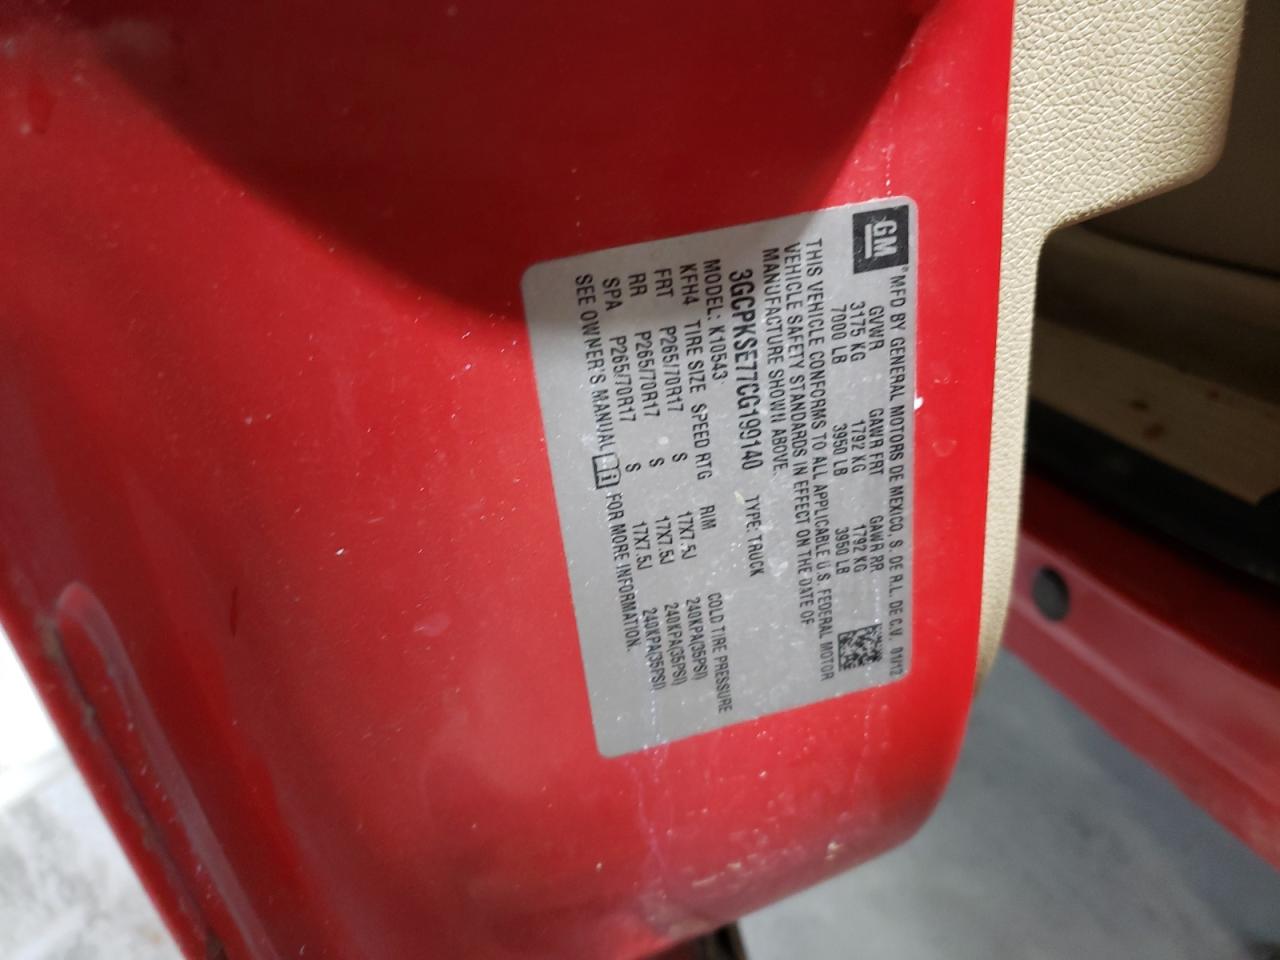 GM® MFD BY GENERAL MOTORS DE MEXICO, S. DE R.L. DE C.V. 01/12
GVWR GAWR FRT GAWR RR
3175 KG 1792 KG 1792 KG
7000 LB 3950 LB 3950 LB
THIS VEHICLE CONFORMS TO ALL APPLICABLE U.S. FEDERAL MOTOR
VEHICLE SAFETY STANDARDS IN EFFECT ON THE DATE OF
MANUFACTURE SHOWN ABOVE.
3GCPKSE77CG199140 TYPE: TRUCK
MODEL: K10543
KFH4 TIRE SIZE SPEED RTG RIM COLD TIRE PRESSURE
FRT P265/70R17 S 17X7.5J 240KPA(35PSI)
RR P265/70R17 S 17X7.5J 240KPA(35PSI)
SPA P265/70R17 S 17X7.5J 240KPA(35PSI)
SEE OWNER'S MANUAL FOR MORE INFORMATION.